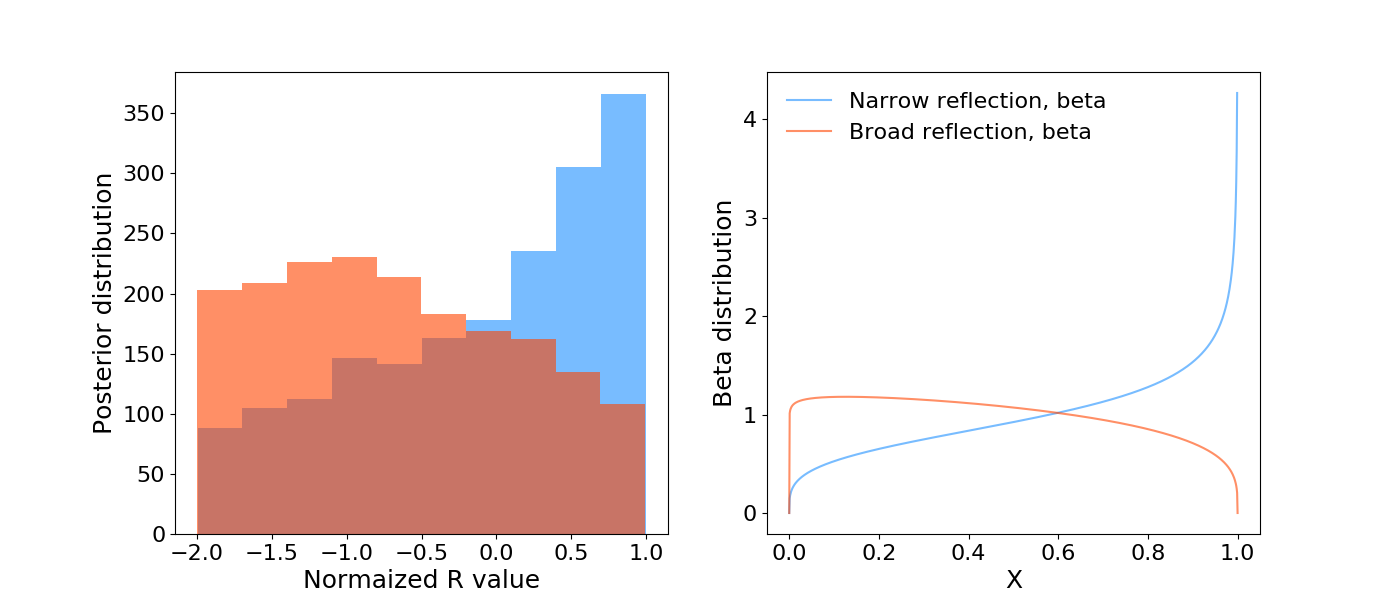 Posterior distribution
350
300
250
200
150
100
50
0
−2.0 −1.5 −1.0 −0.5 0.0 0.5 1.0
Normaized R value
Beta distribution
4
3
2
1
0
0.0 0.2 0.4 0.6 0.8 1.0
X
Narrow reflection, beta
Broad reflection, beta